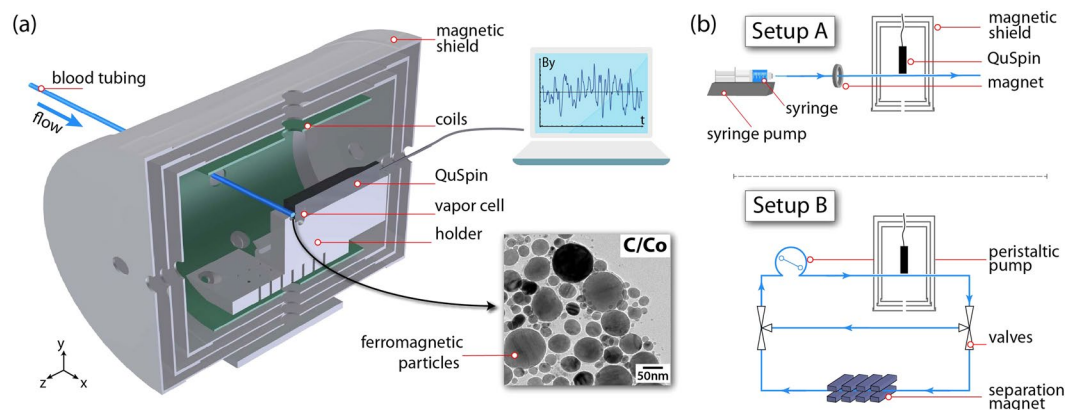 (a)
magnetic
shield
blood tubing
flow
By
t
coils
QuSpin
vapor cell
holder
C/Co
ferromagnetic
particles
50nm
y
z
x
(b)
Setup A
magnetic
shield
QuSpin
magnet
syringe
syringe pump
Setup B
peristaltic
pump
valves
separation
magnet